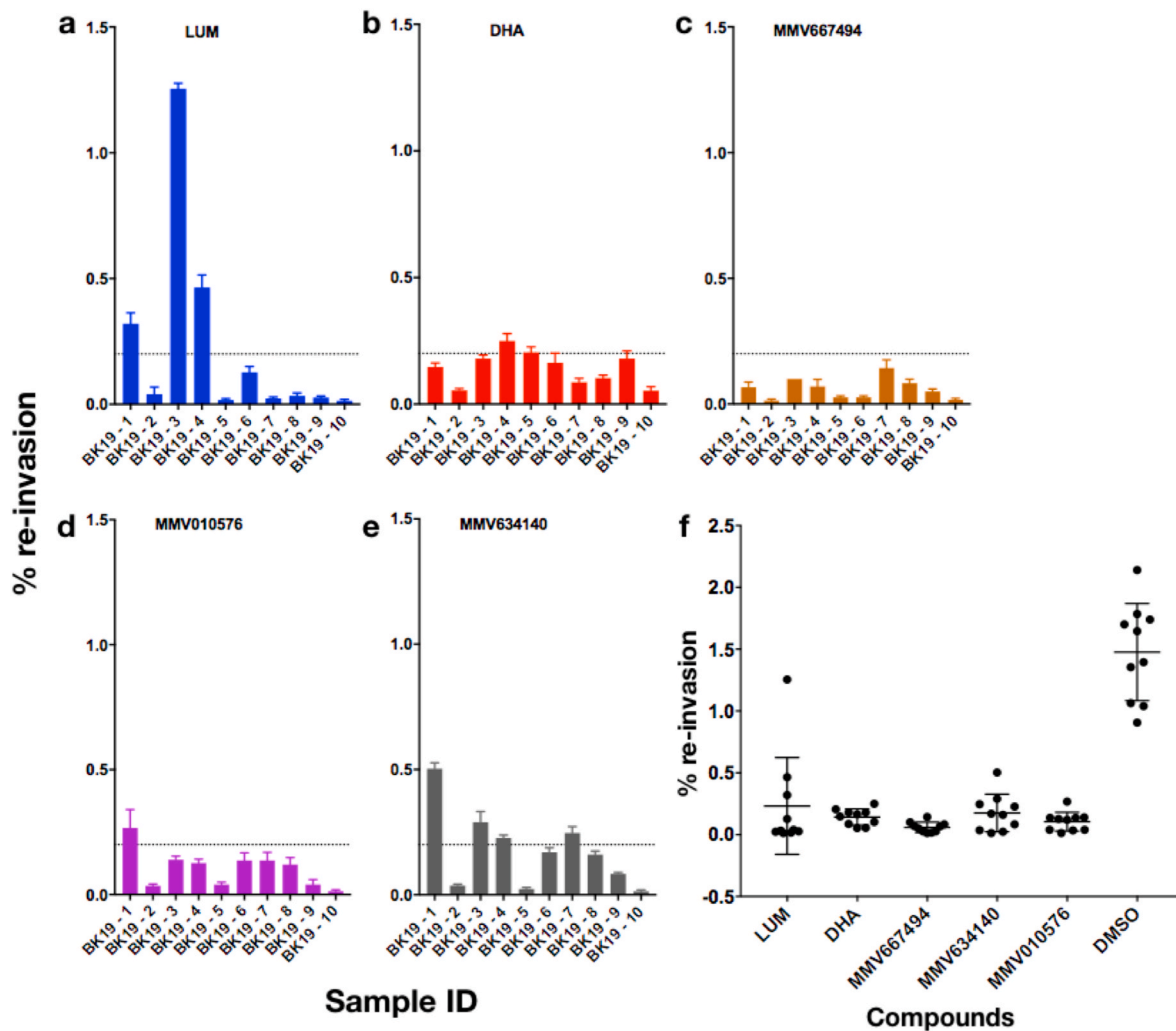 a
LUM
1.5
1.0
0.5
0.0
BK19 - 1
BK19 - 2
BK19 - 3
BK19 - 4
BK19 - 5
BK19 - 6
BK19 - 7
BK19 - 8
BK19 - 9
BK19 - 10
b
DHA
1.5
1.0
0.5
0.0
BK19 - 1
BK19 - 2
BK19 - 3
BK19 - 4
BK19 - 5
BK19 - 6
BK19 - 7
BK19 - 8
BK19 - 9
BK19 - 10
c
MMV667494
1.5
1.0
0.5
0.0
BK19 - 1
BK19 - 2
BK19 - 3
BK19 - 4
BK19 - 5
BK19 - 6
BK19 - 7
BK19 - 8
BK19 - 9
BK19 - 10
% re-invasion
d
MMV010576
1.5
1.0
0.5
0.0
BK19 - 1
BK19 - 2
BK19 - 3
BK19 - 4
BK19 - 5
BK19 - 6
BK19 - 7
BK19 - 8
BK19 - 9
BK19 - 10
e
MMV634140
1.5
1.0
0.5
0.0
BK19 - 1
BK19 - 2
BK19 - 3
BK19 - 4
BK19 - 5
BK19 - 6
BK19 - 7
BK19 - 8
BK19 - 9
BK19 - 10
Sample ID
f
% re-invasion
2.5
2.0
1.5
1.0
0.5
0.0
-0.5
LUM
DHA
MMV667494
MMV634140
MMV010576
DMSO
Compounds